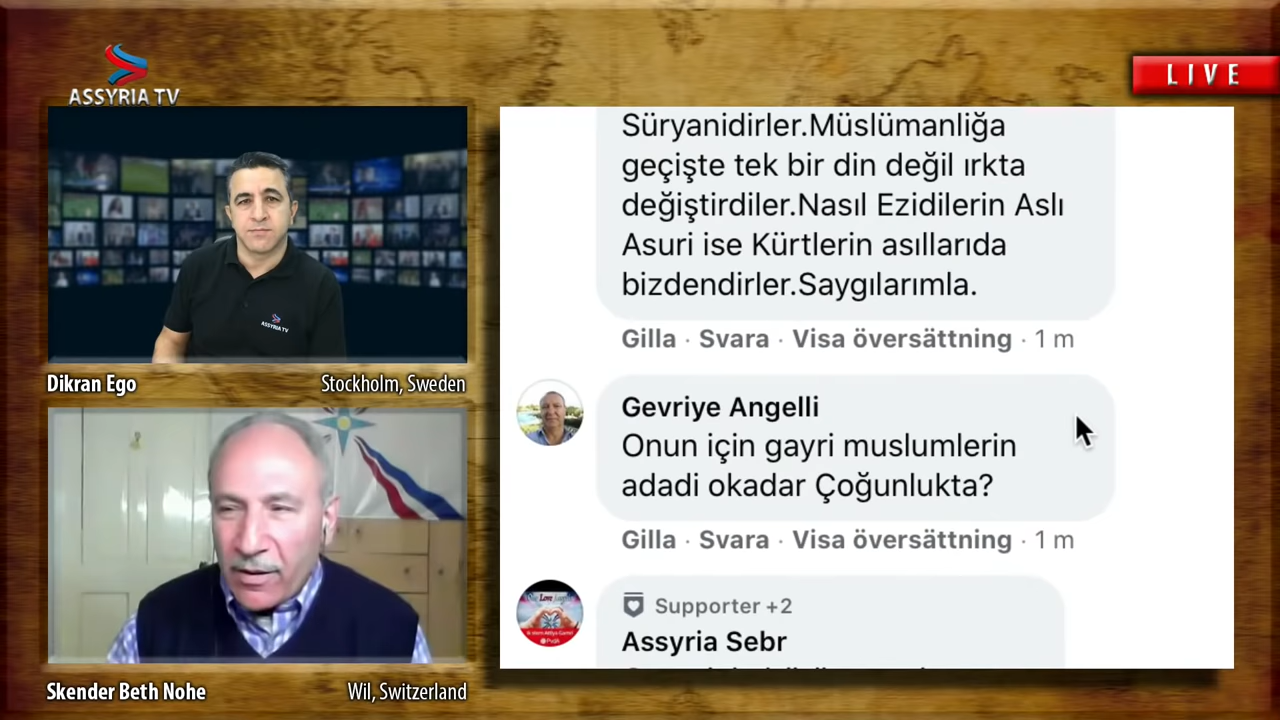 ASSYRIA TV
LIVE
ASSYRIA TV
Dikran Ego
Stockholm, Sweden
Skender Beth Nohe
Wil, Switzerland
Süryanidirler.Müslümanliğa
geçişte tek bir din değil ırkta
değiştirdiler.Nasıl Ezidilerin Aslı
Asuri ise Kürtlerin asıllarıda
bizdendirler.Saygılarımla.
Gilla · Svara · Visa översättning · 1 m
Gevriye Angelli
Onun için gayri muslumlerin
adadi okadar Çoğunlukta?
Gilla · Svara · Visa översättning · 1 m
Supporter +2
Assyria Sebr